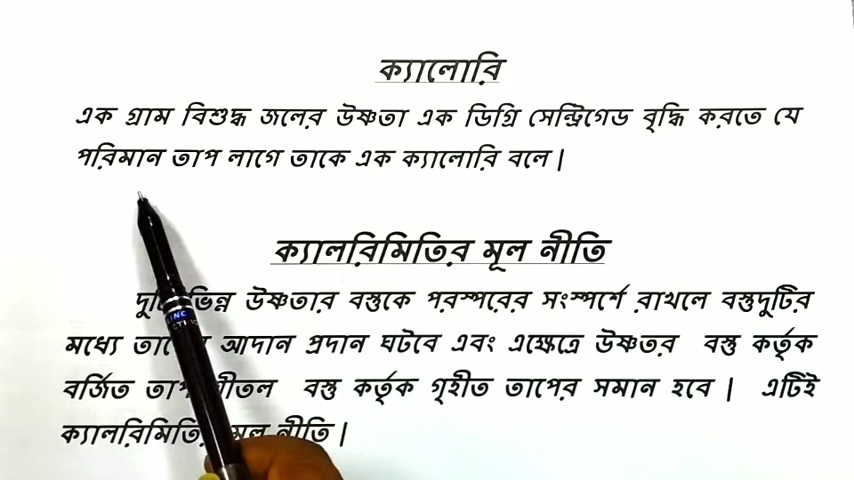 ক্যালোরি
এক গ্রাম বিশুদ্ধ জলের উষ্ণতা এক ডিগ্রি সেন্ট্রিগেড বৃদ্ধি করতে যে
পরিমান তাপ লাগে তাকে এক ক্যালোরি বলে |
ক্যালরিমিতির মূল নীতি
ভিন্ন উষ্ণতার বস্তুকে পরস্পরের সংস্পর্শে রাখলে বস্তুদুটির
মধ্যে আদান প্রদান ঘটবে এবং এক্ষেত্রে উষ্ণতর বস্তু কর্তৃক
বর্জিত তাপ বস্তু কর্তৃক গৃহীত তাপের সমান হবে | এটিই
মূল নীতি |